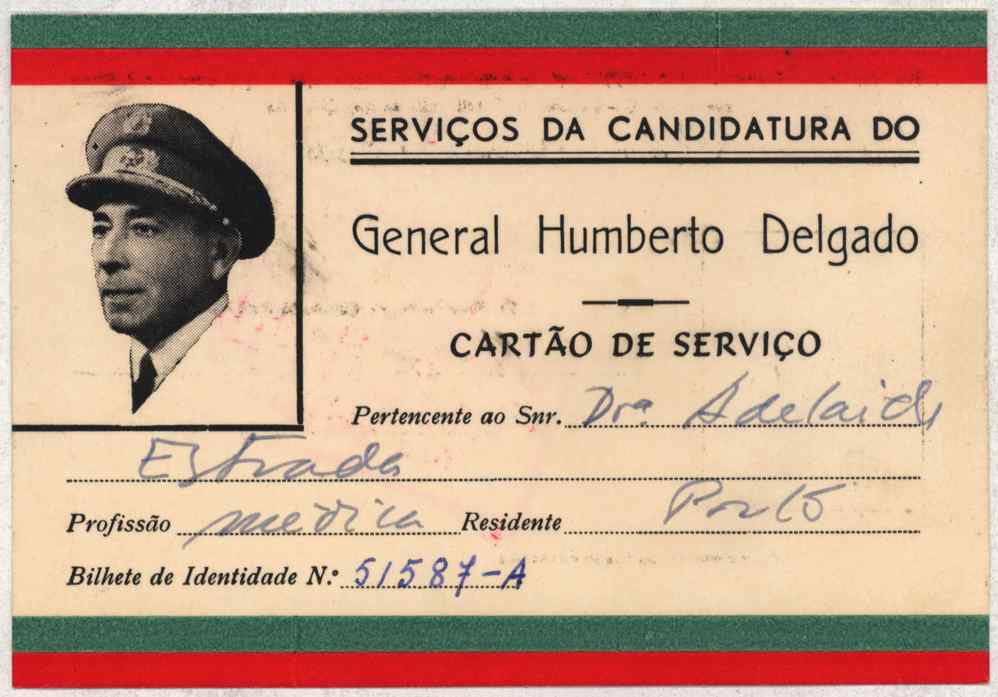 SERVIÇOS DA CANDIDATURA DO
General Humberto Delgado
CARTÃO DE SERVIÇO
Pertencente ao Snr. Dra. Adelaide
Estrada
Profissão médica Residente Porto
Bilhete de Identidade N.º 51587-A